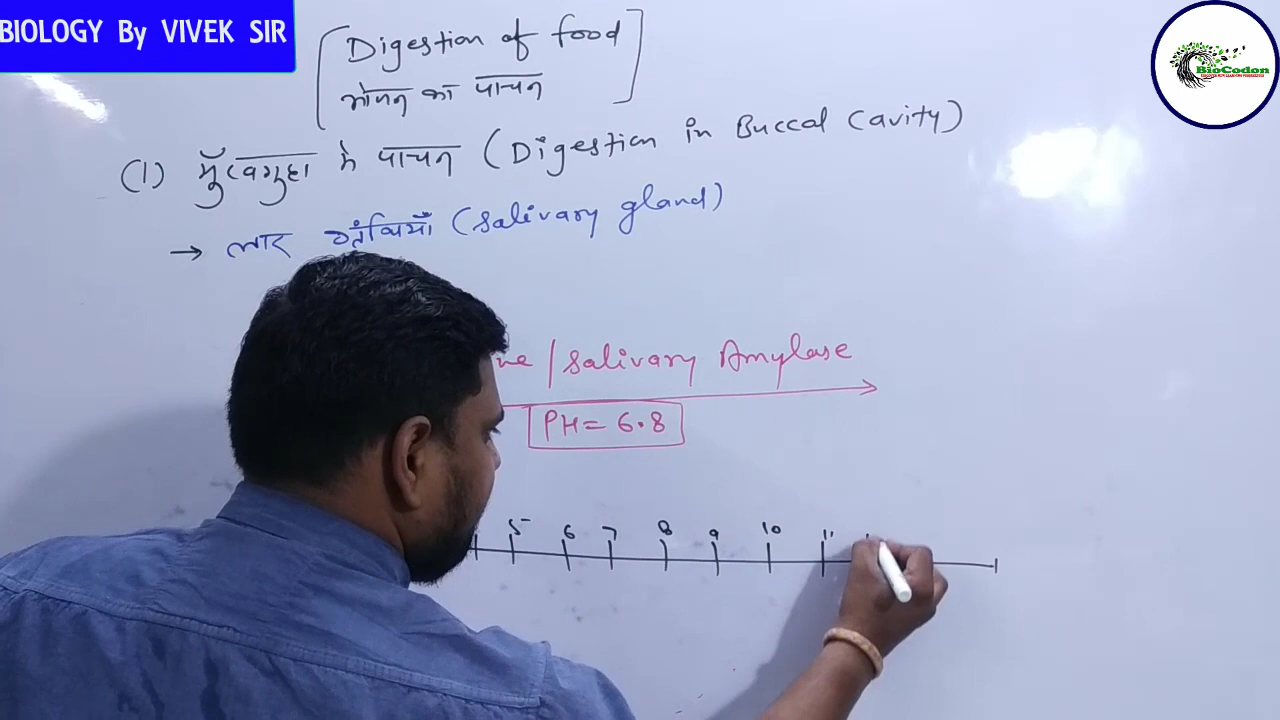 BIOLOGY By VIVEK SIR
BioCodon
Digestion of food
भोजन का पाचन
(1) मुँखगुहा में पाचन (Digestion in Buccal Cavity)
→ लार ग्रंथियाँ (Salivary gland)
/Salivary Amylase
PH = 6.8
5 6 7 8 9 10 11